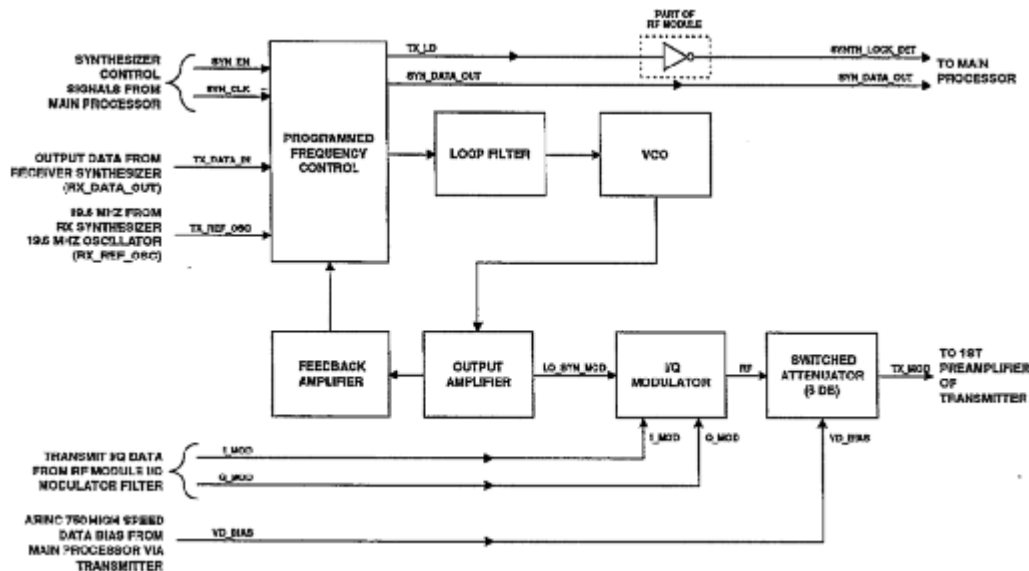 PART OF
RF MODULE
TX_LD
SYNTH_LOCK_DET
TO MAIN
PROCESSOR
SYN_DATA_OUT
SYN_DATA_OUT
SYNTHESIZER
CONTROL
SIGNALS FROM
MAIN PROCESSOR
SYN_EN
SYN_CLK
PROGRAMMED
FREQUENCY
CONTROL
LOOP FILTER
VCO
OUTPUT DATA FROM
RECEIVER SYNTHESIZER
(RX_DATA_OUT)
TX_DATA_IN
19.6 MHZ FROM
RX SYNTHESIZER
19.6 MHZ OSCILLATOR
(RX_REF_OSC)
TX_REF_OSC
FEEDBACK
AMPLIFIER
OUTPUT
AMPLIFIER
LO_SYN_MOD
I/Q
MODULATOR
RF
SWITCHED
ATTENUATOR
DB)
TX_MOD
TO 1ST
PREAMPLIFIER
OF
TRANSMITTER
I_MOD
Q_MOD
VD_BIAS
TRANSMIT I/Q DATA
FROM RF MODULE I/Q
MODULATOR FILTER
I_MOD
Q_MOD
ARINC 750 HIGH SPEED
DATA BIAS FROM
MAIN PROCESSOR VIA
TRANSMITTER
VD_BIAS